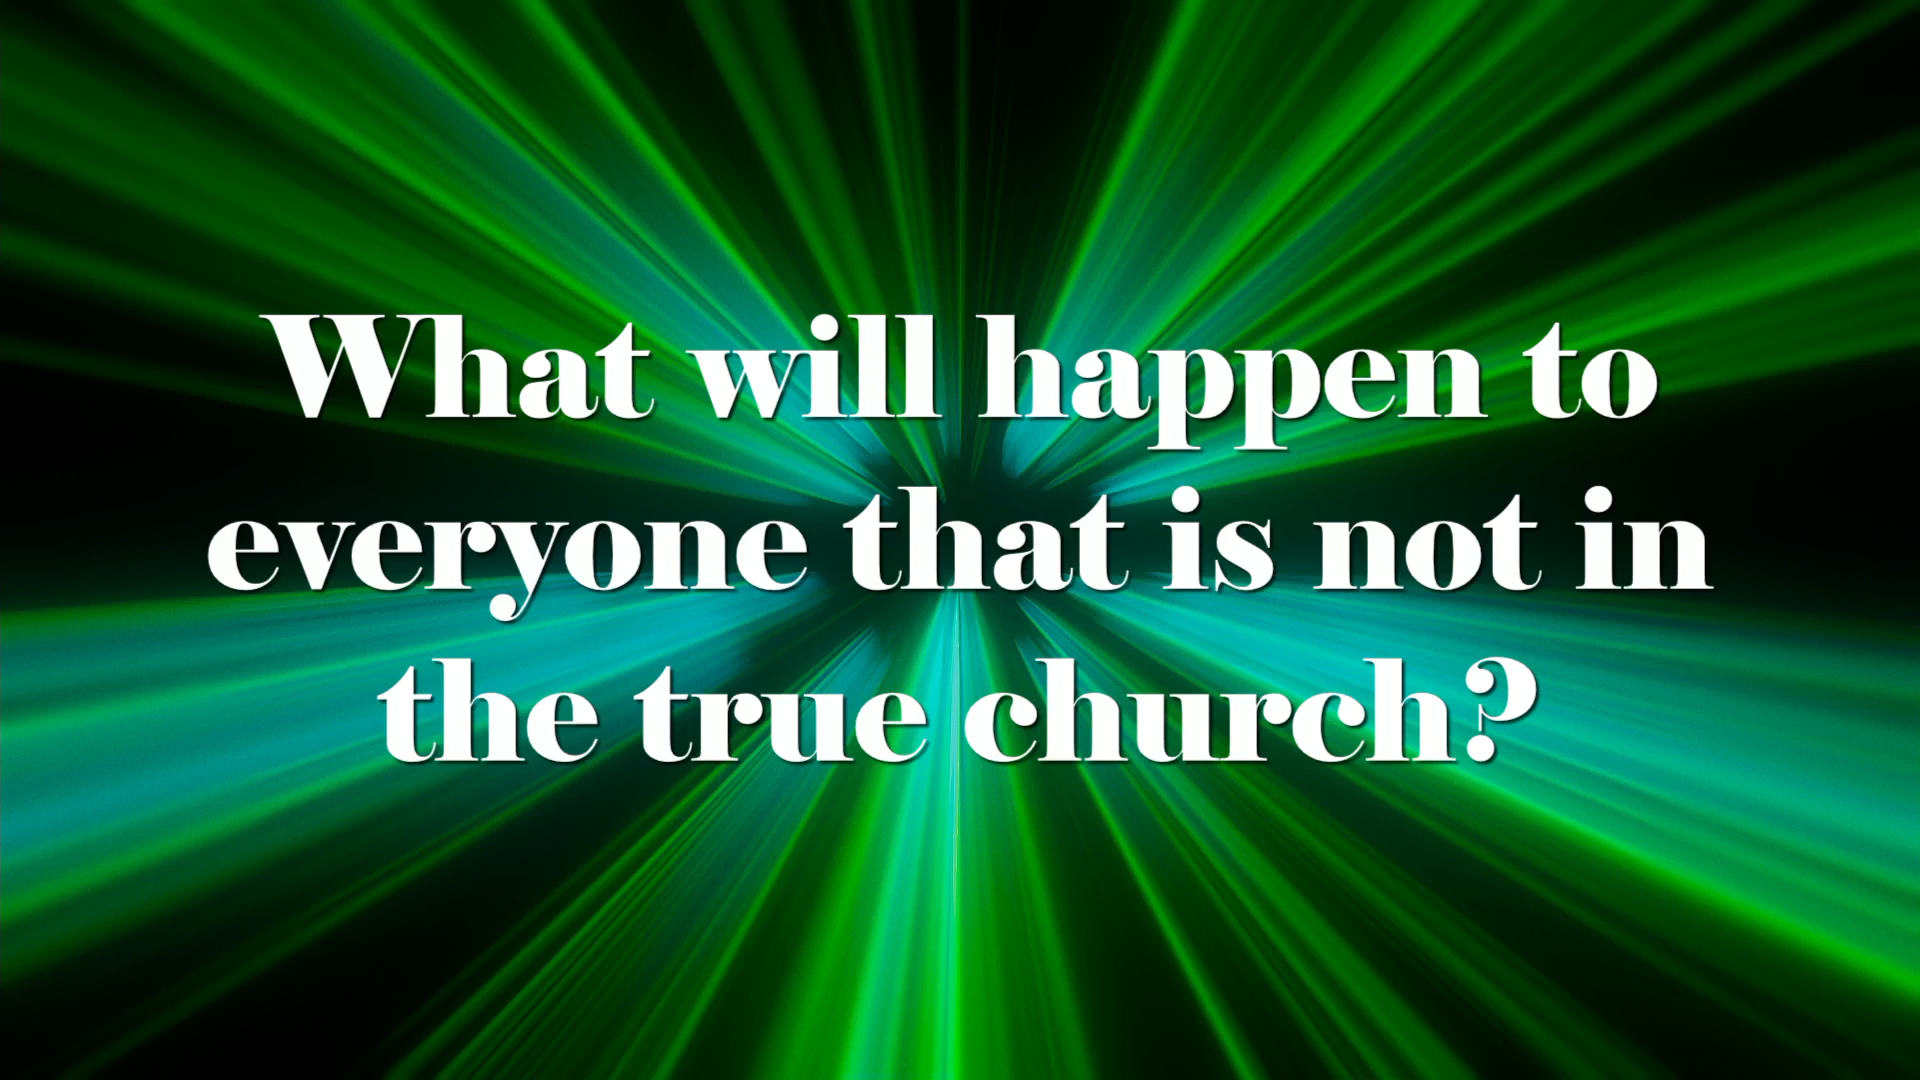 What will happen to
everyone that is not in
the true church?